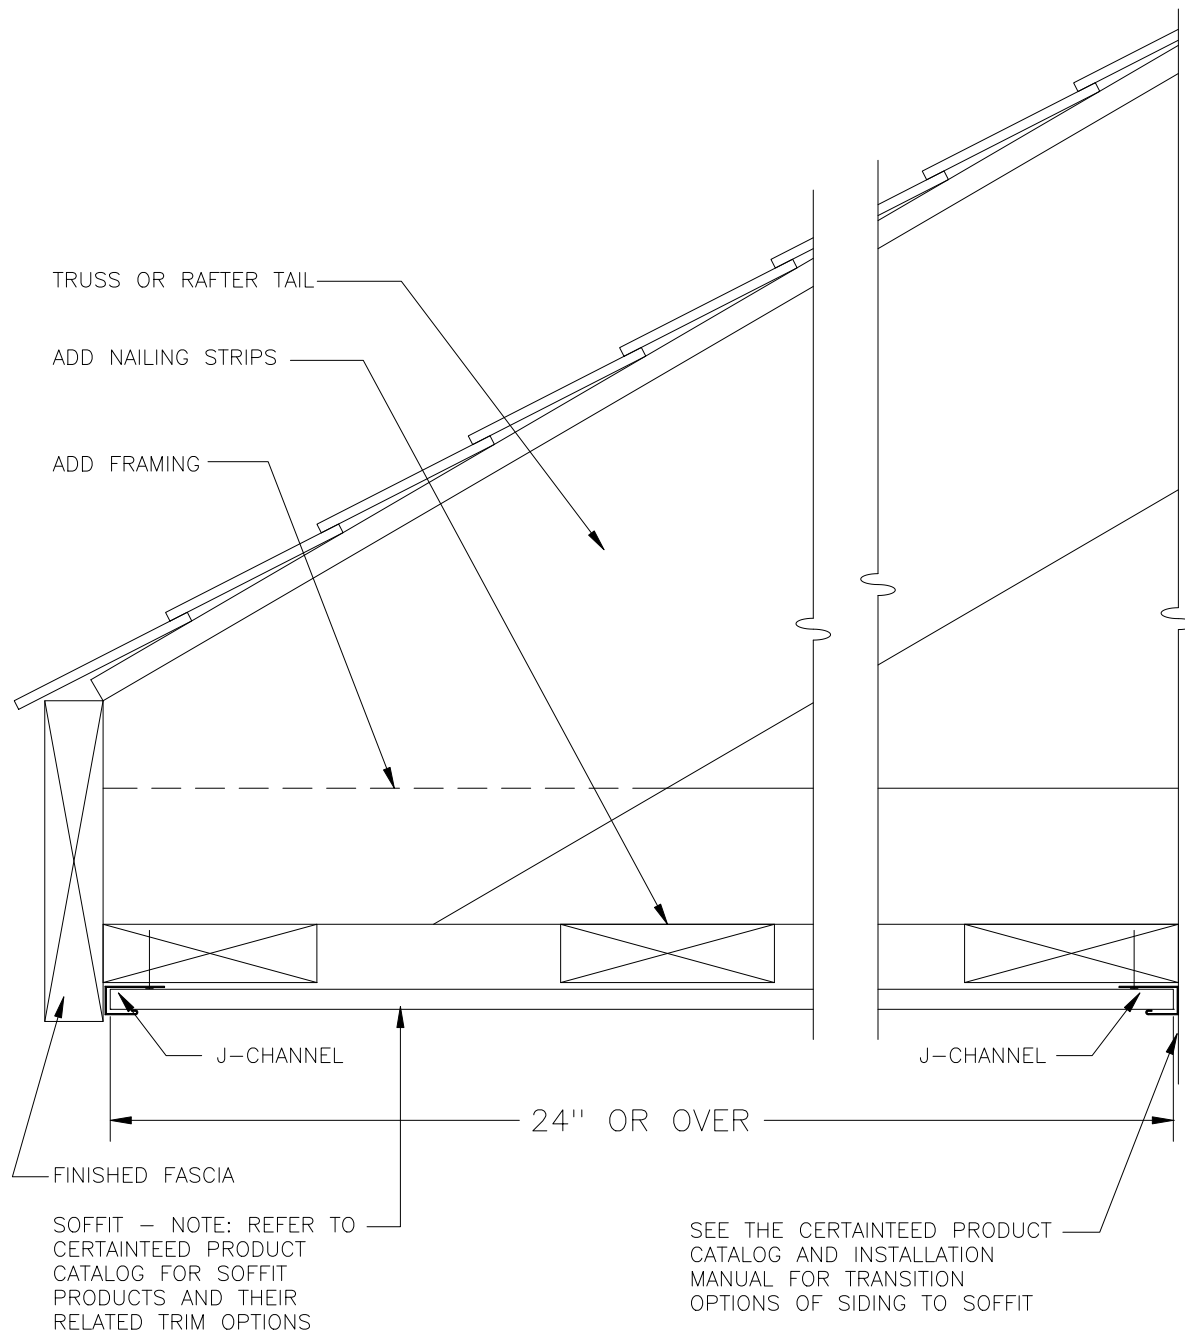 TRUSS OR RAFTER TAIL
ADD NAILING STRIPS
ADD FRAMING
J-CHANNEL
J-CHANNEL
24" OR OVER
FINISHED FASCIA
SOFFIT - NOTE: REFER TO
CERTAINTEED PRODUCT
CATALOG FOR SOFFIT
PRODUCTS AND THEIR
RELATED TRIM OPTIONS
SEE THE CERTAINTEED PRODUCT
CATALOG AND INSTALLATION
MANUAL FOR TRANSITION
OPTIONS OF SIDING TO SOFFIT